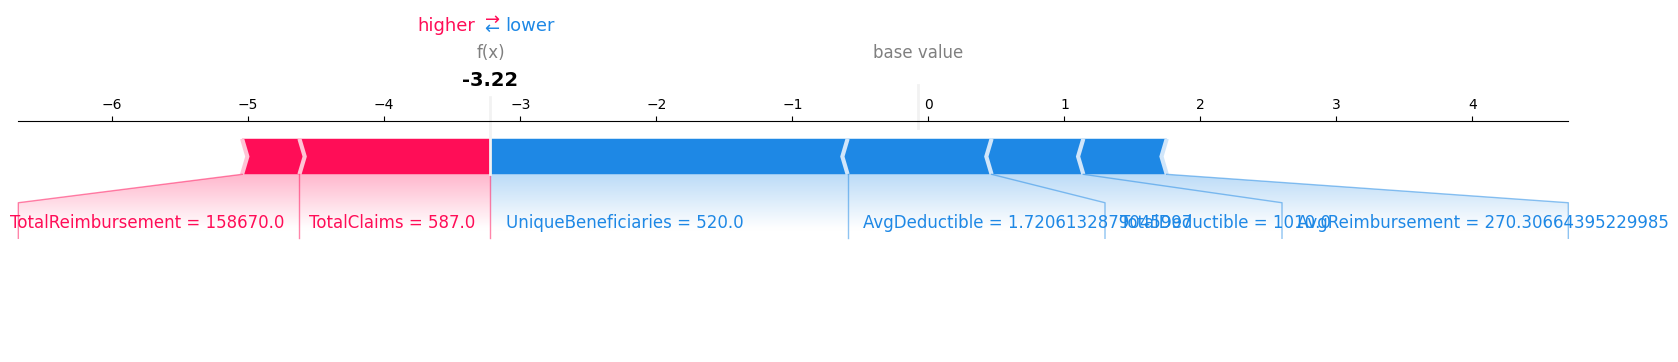 higher ⇄ lower
f(x)
base value
-3.22
−6 −5 −4 −3 −2 −1 0 1 2 3 4
TotalReimbursement = 158670.0 TotalClaims = 587.0 UniqueBeneficiaries = 520.0 AvgDeductible = 1.7206132879045997 TotalDeductible = 1010.0 AvgReimbursement = 270.30664395229985